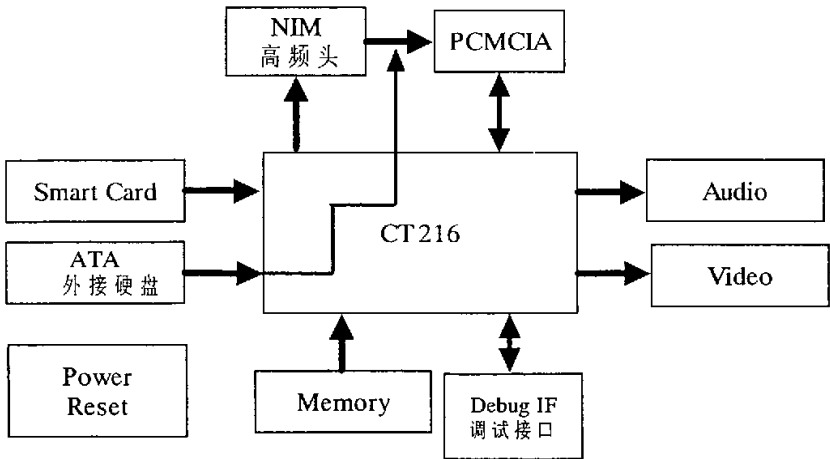 NIM
高频头
PCMCIA
Smart Card
CT216
Audio
ATA
外接硬盘
Video
Power
Reset
Memory
Debug IF
调试接口